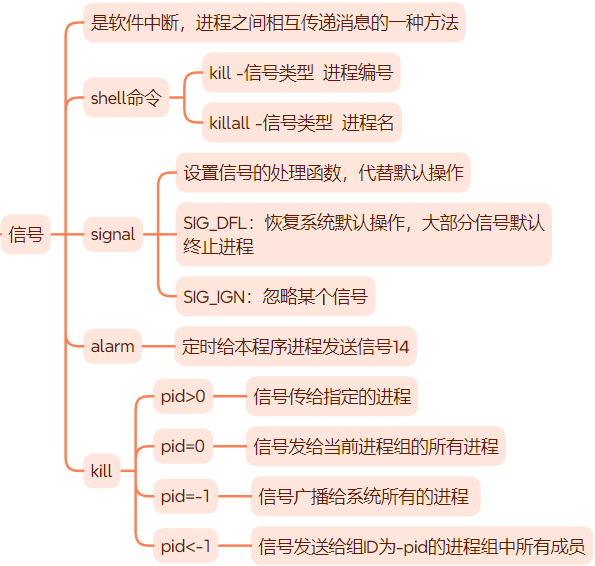 是软件中断，进程之间相互传递消息的一种方法
shell命令
kill -信号类型 进程编号
killall -信号类型 进程名
信号
signal
设置信号的处理函数，代替默认操作
SIG_DFL：恢复系统默认操作，大部分信号默认
终止进程
SIG_IGN：忽略某个信号
alarm
定时给本程序进程发送信号14
kill
pid>0
信号传给指定的进程
pid=0
信号发给当前进程组的所有进程
pid=-1
信号广播给系统所有的进程
pid<-1
信号发送给组ID为-pid的进程组中所有成员